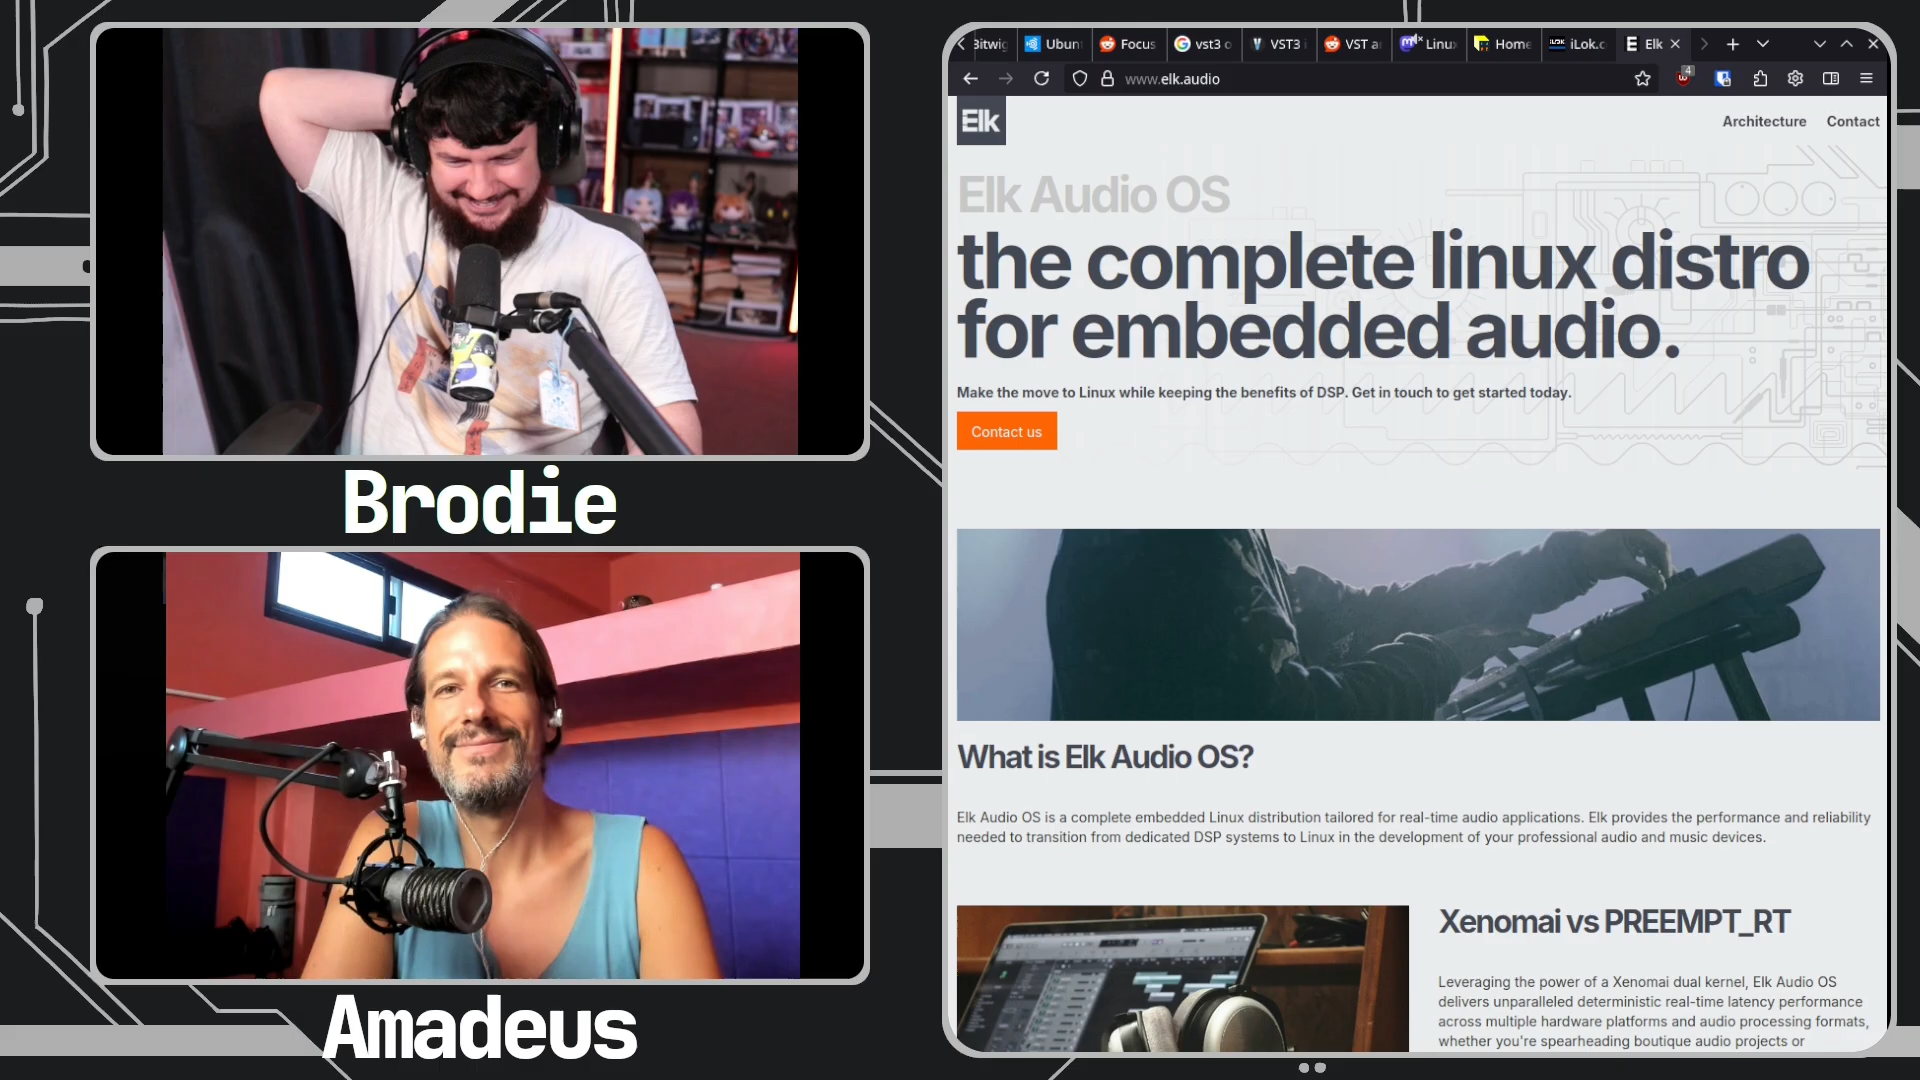 Brodie
Amadeus
Bitwig
Ubun
Focus
vst3 o
VST3 i
VST a
Linux
Home
iLok.c
Elk
www.elk.audio
4
Elk
Architecture
Contact
Elk Audio OS
the complete linux distro
for embedded audio.
Make the move to Linux while keeping the benefits of DSP. Get in touch to get started today.
Contact us
What is Elk Audio OS?
Elk Audio OS is a complete embedded Linux distribution tailored for real-time audio applications. Elk provides the performance and reliability
needed to transition from dedicated DSP systems to Linux in the development of your professional audio and music devices.
Xenomai vs PREEMPT_RT
Leveraging the power of a Xenomai dual kernel, Elk Audio OS
delivers unparalleled deterministic real-time latency performance
across multiple hardware platforms and audio processing formats,
whether you're spearheading boutique audio projects or